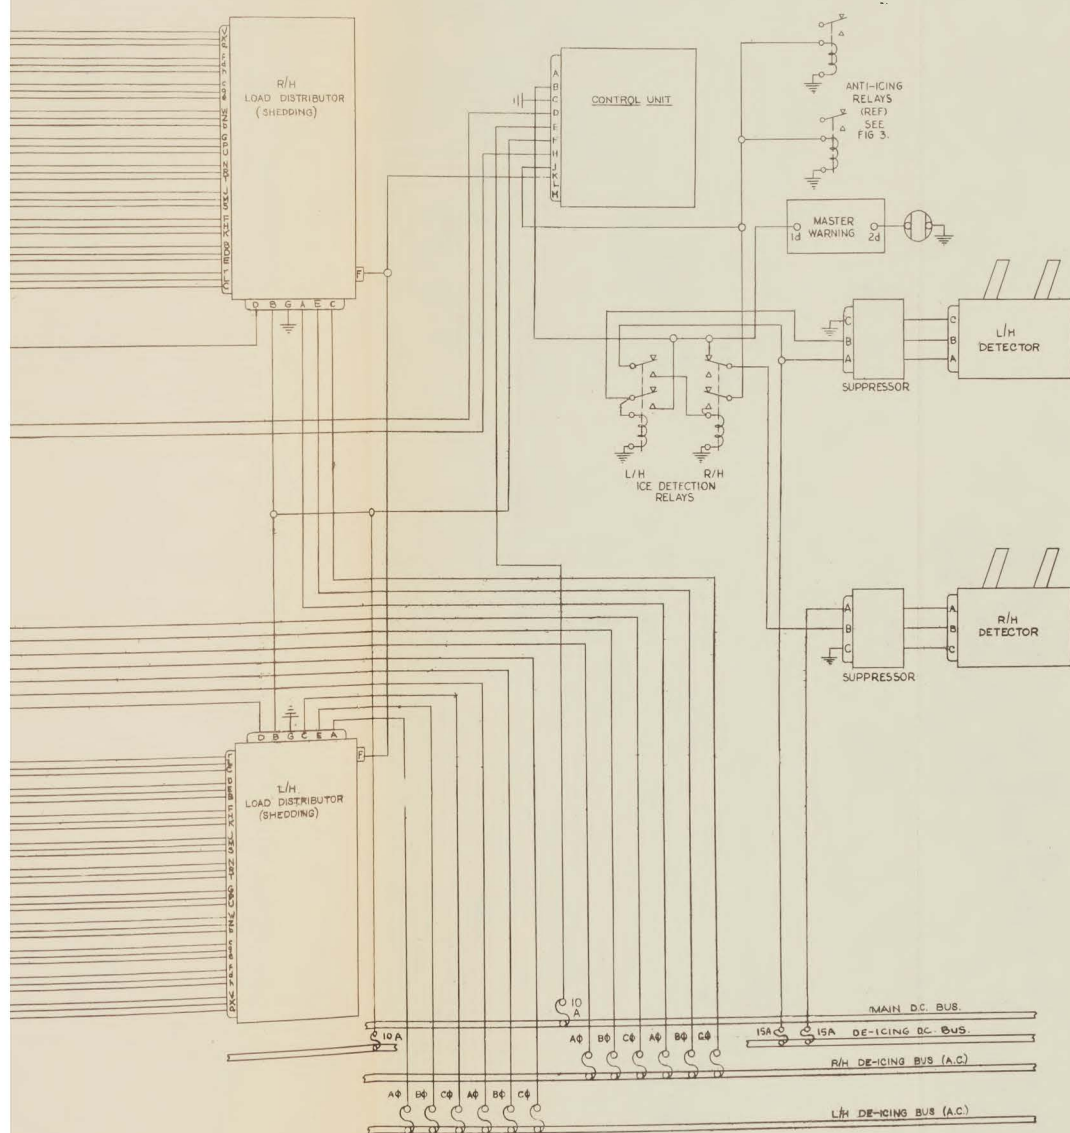 R/H
LOAD DISTRIBUTOR
(SHEDDING)
F
D B G A E C
A
B
C
D
E
F
H
J
K
L
M
CONTROL UNIT
ANTI-ICING
RELAYS
(REF)
SEE
FIG 3.
MASTER
WARNING
1d
2d
C
B
A
SUPPRESSOR
C
B
A
L/H
DETECTOR
L/H
R/H
ICE DETECTION
RELAYS
A
B
C
SUPPRESSOR
A
B
C
R/H
DETECTOR
D B G C E A
F
L/H
LOAD DISTRIBUTOR
(SHEDDING)
10
A
MAIN D.C. BUS.
10A
15A
15A
DE-ICING D.C. BUS.
AΦ BΦ CΦ AΦ BΦ CΦ
R/H DE-ICING BUS (A.C.)
AΦ BΦ CΦ AΦ BΦ CΦ
L/H DE-ICING BUS (A.C.)